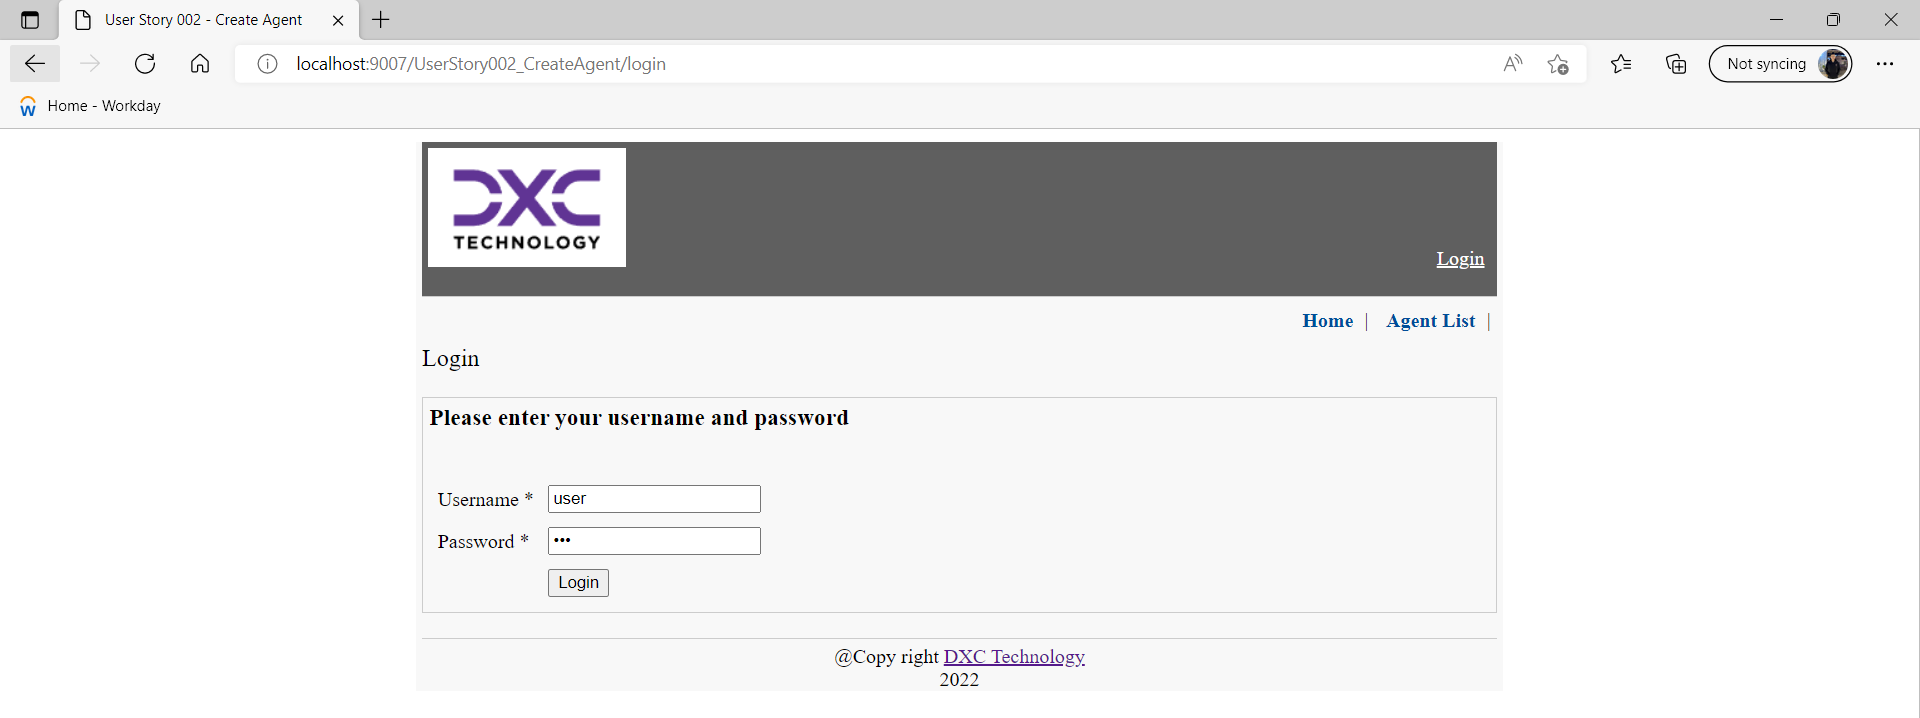 User Story 002 - Create Agent
localhost:9007/UserStory002_CreateAgent/login
Not syncing
Home - Workday
DXC
TECHNOLOGY
Login
Home | Agent List |
Login
Please enter your username and password
Username * user
Password * •••
Login
@Copy right DXC Technology
2022